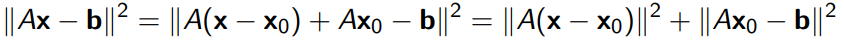 ‖Ax − b‖² = ‖A(x − x₀) + Ax₀ − b‖² = ‖A(x − x₀)‖² + ‖Ax₀ − b‖²